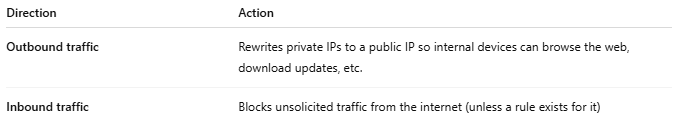 Direction Action
Outbound traffic Rewrites private IPs to a public IP so internal devices can browse the web,
download updates, etc.
Inbound traffic Blocks unsolicited traffic from the internet (unless a rule exists for it)